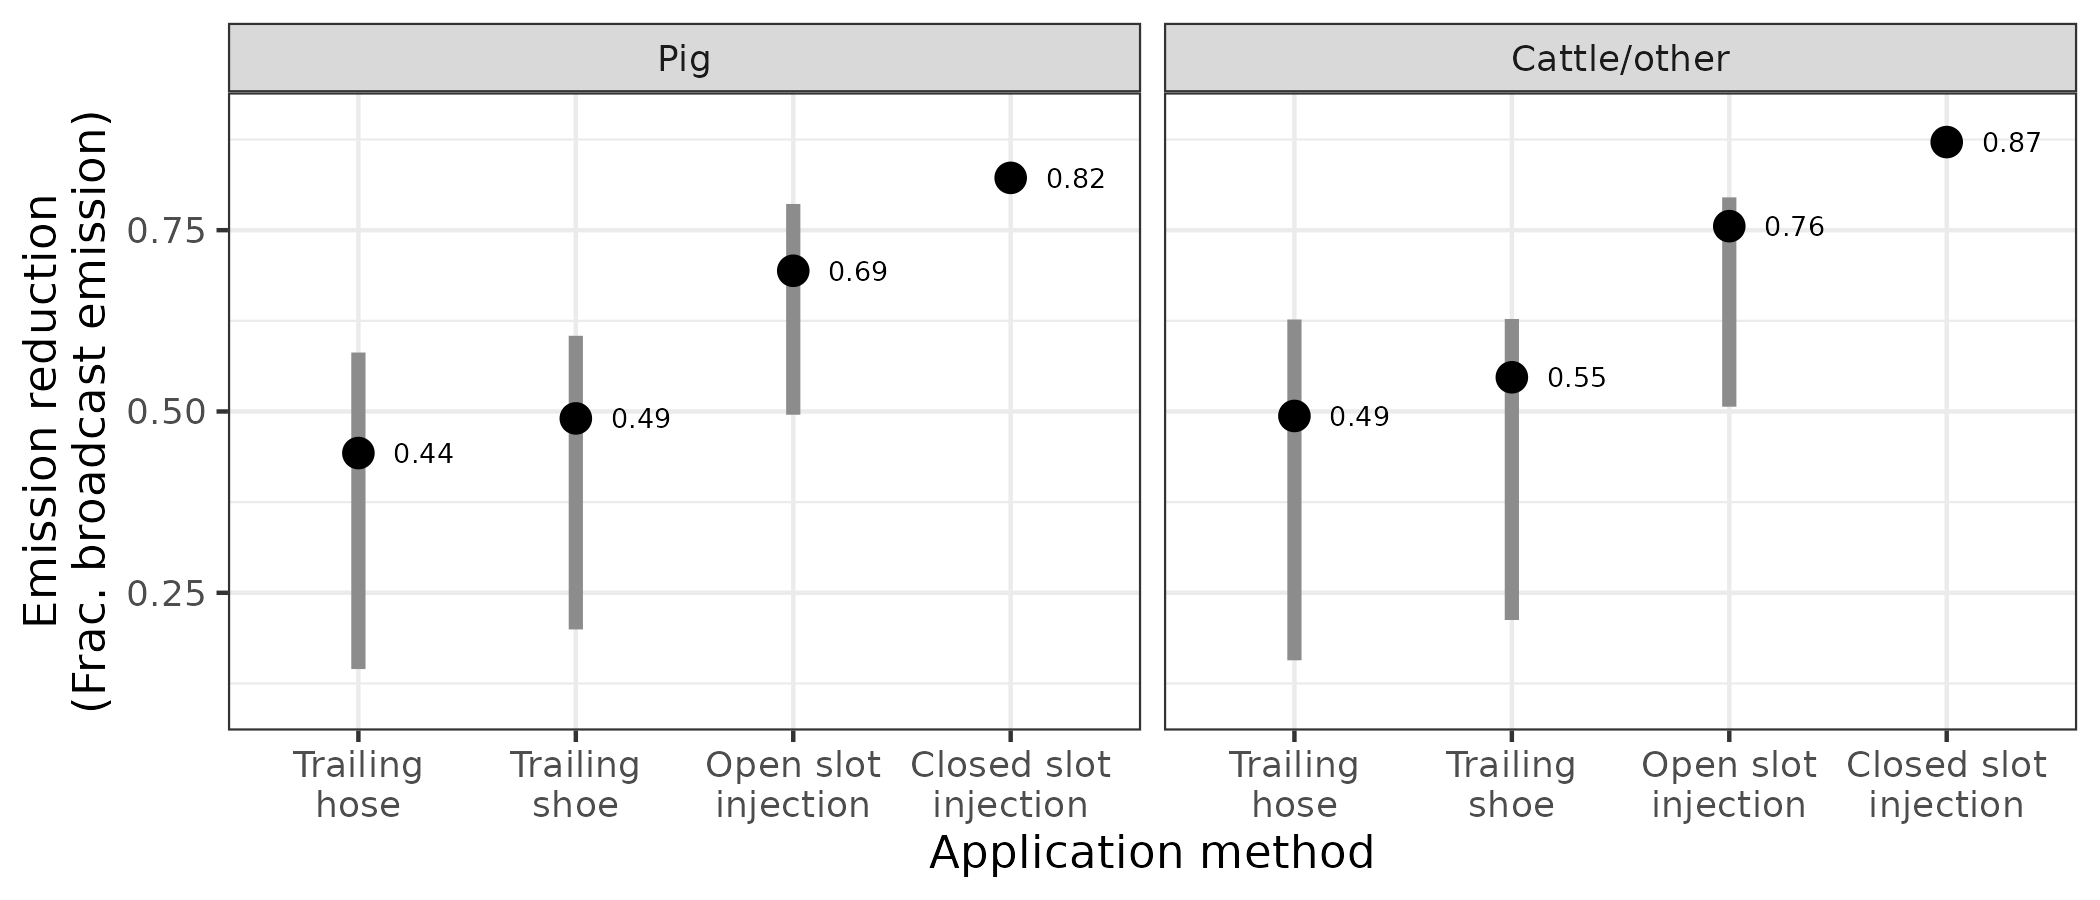 Pig
Cattle/other
Emission reduction
(Frac. broadcast emission)
0.75
0.50
0.25
0.44
0.49
0.69
0.82
0.49
0.55
0.76
0.87
Trailing
hose
Trailing
shoe
Open slot
injection
Closed slot
injection
Trailing
hose
Trailing
shoe
Open slot
injection
Closed slot
injection
Application method